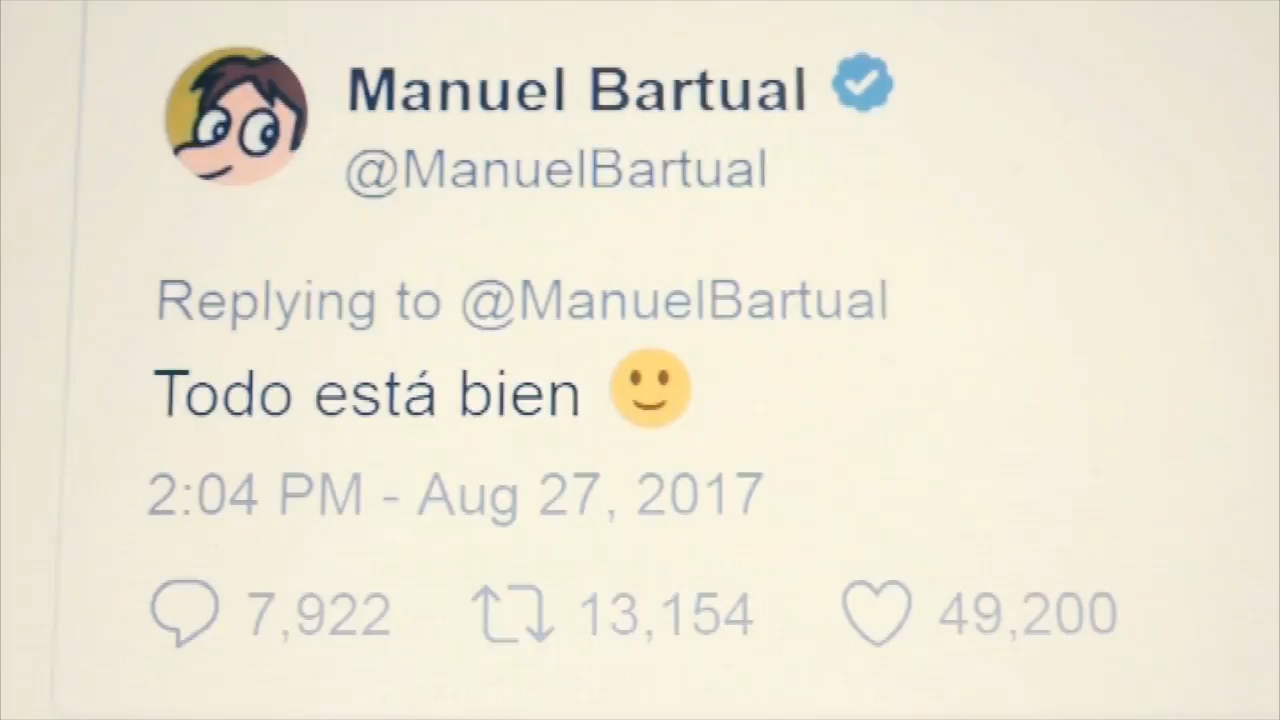 Manuel Bartual
@ManuelBartual
Replying to @ManuelBartual
Todo está bien
2:04 PM - Aug 27, 2017
7,922 13,154 49,200